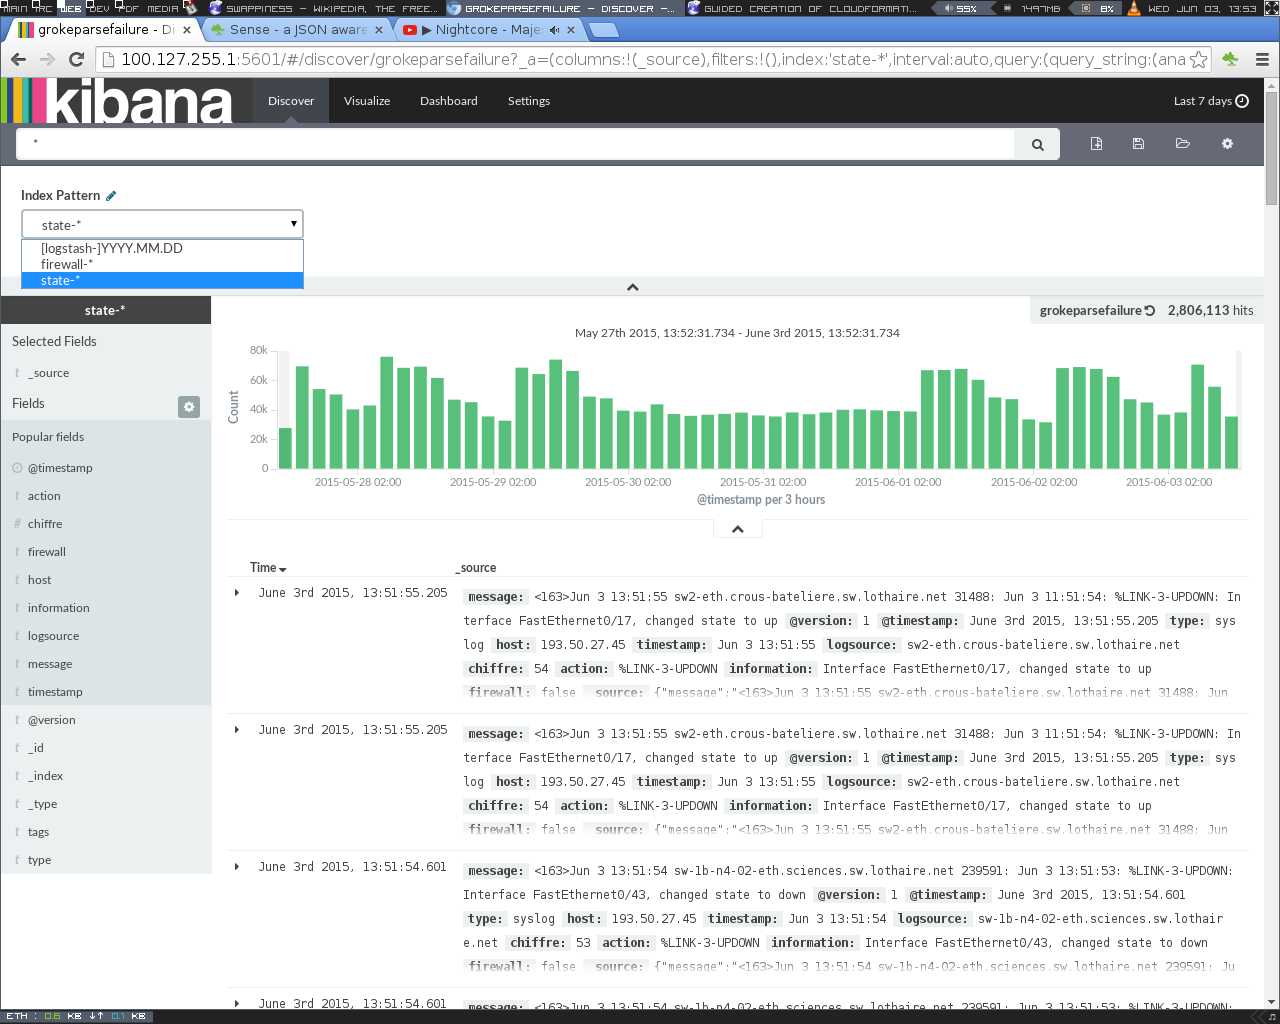 MAIN ARC WEB DEV PDF MEDIA SWAPPINESS – WIKIPEDIA, THE FREE... GROKEPARSEFAILURE – DISCOVER –... GUIDED CREATION OF CLOUDFORMATI... 55% 1497MB 8% WED JUN 03, 13:53
grokeparsefailure - Di Sense - a JSON aware ▶ Nightcore - Maje
100.127.255.1:5601/#/discover/grokeparsefailure?_a=(columns:!(_source),filters:!(),index:'state-*',interval:auto,query:(query_string:(ana
kibana Discover Visualize Dashboard Settings Last 7 days
*
Index Pattern
state-*
[logstash-]YYYY.MM.DD
firewall-*
state-*
state-* grokeparsefailure 2,806,113 hits
Selected Fields
t _source
Fields
Popular fields
@timestamp
t action
# chiffre
t firewall
t host
t information
t logsource
t message
t timestamp
t @version
t _id
t _index
t _type
t tags
t type
May 27th 2015, 13:52:31.734 - June 3rd 2015, 13:52:31.734
Count
80k
60k
40k
20k
0
2015-05-28 02:00 2015-05-29 02:00 2015-05-30 02:00 2015-05-31 02:00 2015-06-01 02:00 2015-06-02 02:00 2015-06-03 02:00
@timestamp per 3 hours
Time _source
June 3rd 2015, 13:51:55.205 message: <163>Jun 3 13:51:55 sw2-eth.crous-bateliere.sw.lothaire.net 31488: Jun 3 11:51:54: %LINK-3-UPDOWN: In
terface FastEthernet0/17, changed state to up @version: 1 @timestamp: June 3rd 2015, 13:51:55.205 type: sys
log host: 193.50.27.45 timestamp: Jun 3 13:51:55 logsource: sw2-eth.crous-bateliere.sw.lothaire.net
chiffre: 54 action: %LINK-3-UPDOWN information: Interface FastEthernet0/17, changed state to up
firewall: false _source: {"message":"<163>Jun 3 13:51:55 sw2-eth.crous-bateliere.sw.lothaire.net 31488: Jun
June 3rd 2015, 13:51:55.205 message: <163>Jun 3 13:51:55 sw2-eth.crous-bateliere.sw.lothaire.net 31488: Jun 3 11:51:54: %LINK-3-UPDOWN: In
terface FastEthernet0/17, changed state to up @version: 1 @timestamp: June 3rd 2015, 13:51:55.205 type: sys
log host: 193.50.27.45 timestamp: Jun 3 13:51:55 logsource: sw2-eth.crous-bateliere.sw.lothaire.net
chiffre: 54 action: %LINK-3-UPDOWN information: Interface FastEthernet0/17, changed state to up
firewall: false _source: {"message":"<163>Jun 3 13:51:55 sw2-eth.crous-bateliere.sw.lothaire.net 31488: Jun
June 3rd 2015, 13:51:54.601 message: <163>Jun 3 13:51:54 sw-1b-n4-02-eth.sciences.sw.lothaire.net 239591: Jun 3 13:51:53: %LINK-3-UPDOWN:
Interface FastEthernet0/43, changed state to down @version: 1 @timestamp: June 3rd 2015, 13:51:54.601
type: syslog host: 193.50.27.45 timestamp: Jun 3 13:51:54 logsource: sw-1b-n4-02-eth.sciences.sw.lothair
e.net chiffre: 53 action: %LINK-3-UPDOWN information: Interface FastEthernet0/43, changed state to down
firewall: false _source: {"message":"<163>Jun 3 13:51:54 sw-1b-n4-02-eth.sciences.sw.lothaire.net 239591: Ju
June 3rd 2015, 13:51:54.601 message: <163>Jun 3 13:51:54 sw-1b-n4-02-eth.sciences.sw.lothaire.net 239591: Jun 3 13:51:53: %LINK-3-UPDOWN:
ETH : 0.6 KB ↓↑ 0.1 KB